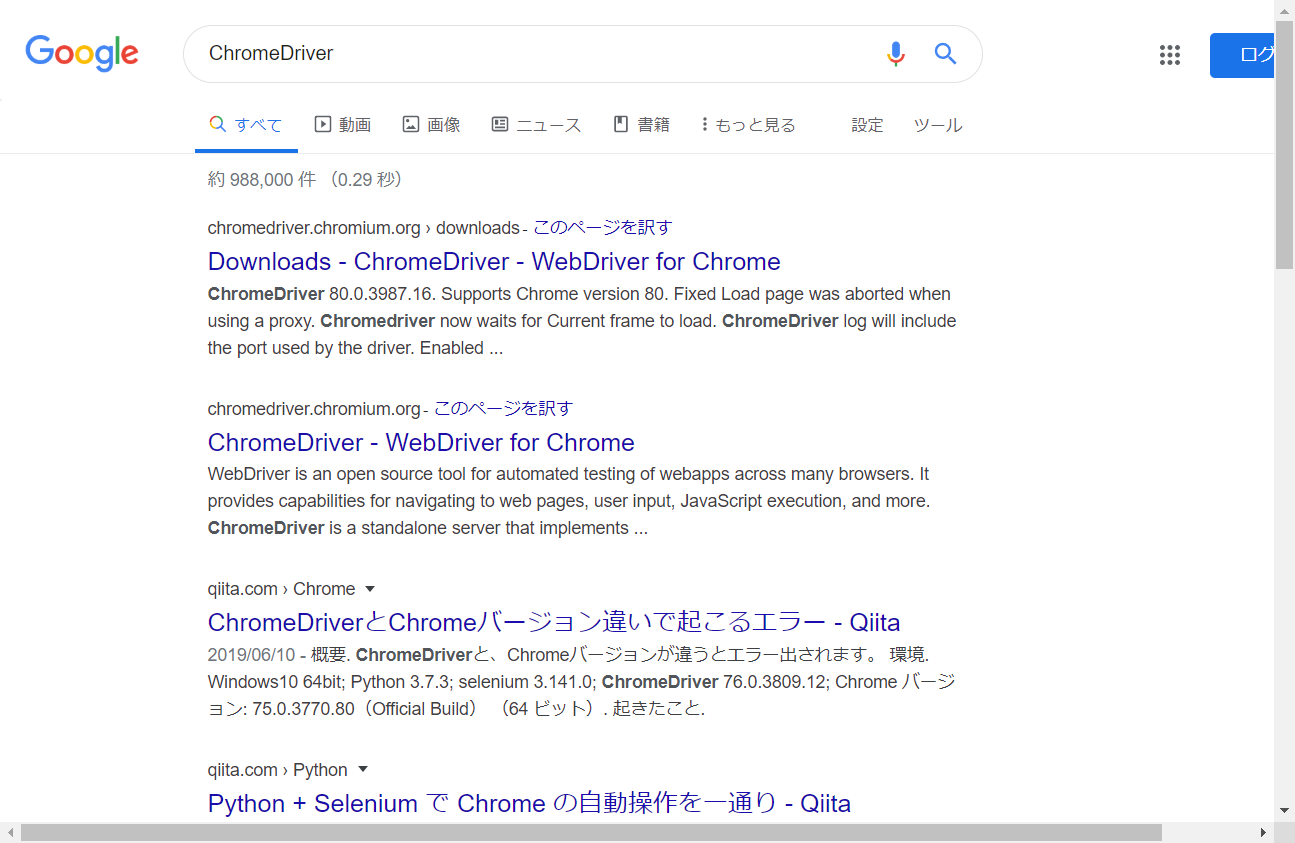 Google
ChromeDriver
ログ
すべて 動画 画像 ニュース 書籍 もっと見る 設定 ツール
約 988,000 件 (0.29 秒)
chromedriver.chromium.org › downloads - このページを訳す
Downloads - ChromeDriver - WebDriver for Chrome
ChromeDriver 80.0.3987.16. Supports Chrome version 80. Fixed Load page was aborted when
using a proxy. Chromedriver now waits for Current frame to load. ChromeDriver log will include
the port used by the driver. Enabled ...
chromedriver.chromium.org - このページを訳す
ChromeDriver - WebDriver for Chrome
WebDriver is an open source tool for automated testing of webapps across many browsers. It
provides capabilities for navigating to web pages, user input, JavaScript execution, and more.
ChromeDriver is a standalone server that implements ...
qiita.com › Chrome
ChromeDriverとChromeバージョン違いで起こるエラー - Qiita
2019/06/10 - 概要. ChromeDriverと、Chromeバージョンが違うとエラー出されます。 環境.
Windows10 64bit; Python 3.7.3; selenium 3.141.0; ChromeDriver 76.0.3809.12; Chrome バージ
ョン: 75.0.3770.80（Official Build） （64 ビット）. 起きたこと.
qiita.com › Python
Python + Selenium で Chrome の自動操作を一通り - Qiita